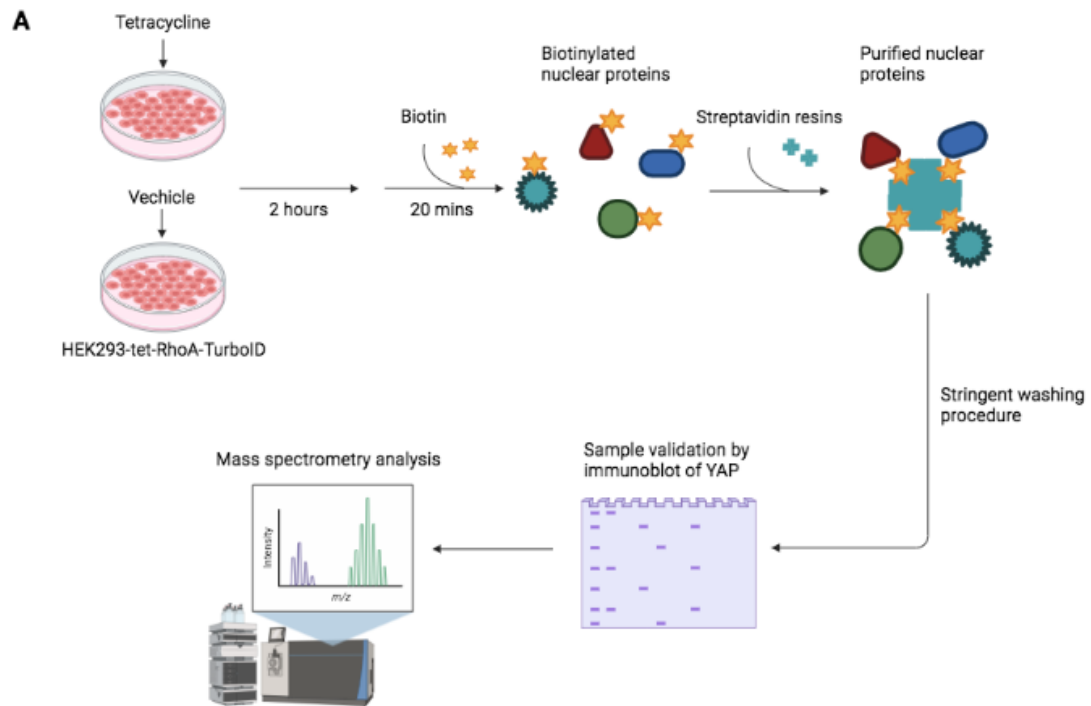 A
Tetracycline
Vechicle
HEK293-tet-RhoA-TurboID
2 hours
Biotin
20 mins
Biotinylated
nuclear proteins
Streptavidin resins
Purified nuclear
proteins
Stringent washing
procedure
Sample validation by
immunoblot of YAP
Mass spectrometry analysis
Intensity
m/z